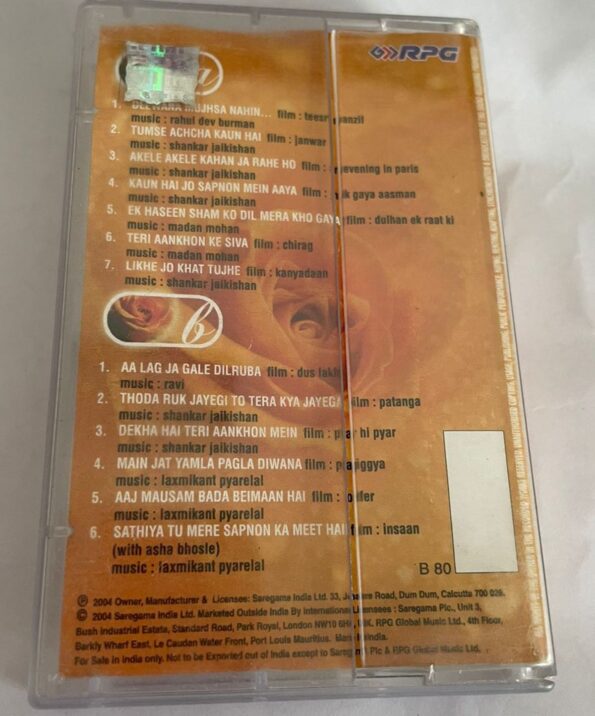 RPG
a
1. DEEWANA MUJHSA NAHIN... film : teesri manzil
music : rahul dev burman
2. TUMSE ACHCHA KAUN HAI film : janwar
music : shankar jaikishan
3. AKELE AKELE KAHAN JA RAHE HO film : evening in paris
music : shankar jaikishan
4. KAUN HAI JO SAPNON MEIN AAYA film : gaya aasman
music : shankar jaikishan
5. EK HASEEN SHAM KO DIL MERA KHO GAYA film : dulhan ek raat ki
music : madan mohan
6. TERI AANKHON KE SIVA film : chirag
music : madan mohan
7. LIKHE JO KHAT TUJHE film : kanyadaan
music : shankar jaikishan
b
1. AA LAG JA GALE DILRUBA film : dus lakh
music : ravi
2. THODA RUK JAYEGI TO TERA KYA JAYEGA film : patanga
music : shankar jaikishan
3. DEKHA HAI TERI AANKHON MEIN film : hi pyar
music : shankar jaikishan
4. MAIN JAT YAMLA PAGLA DIWANA film :
music : laxmikant pyarelal
5. AAJ MAUSAM BADA BEIMAAN HAI film :
music : laxmikant pyarelal
6. SATHIYA TU MERE SAPNON KA MEET HAI film : insaan
(with asha bhosle)
music : laxmikant pyarelal
B 80
℗ 2004 Owner, Manufacturer & Licenses: Saregama India Ltd. 33, Jessore Road, Dum Dum, Calcutta 700 028.
© 2004 Saregama India Ltd. Marketed Outside India By International Licensees : Saregama Plc, Unit 3,
Bush Industrial Estate, Standard Road, Park Royal, London NW10 UK. RPG Global Music Ltd., 4th Floor,
Barkly Wharf East, Le Caudan Water Front, Port Louis Mauritius. Made in India.
For Sale in India only. Not to be Exported out of India except to Saregama Plc & RPG Global Music Ltd.